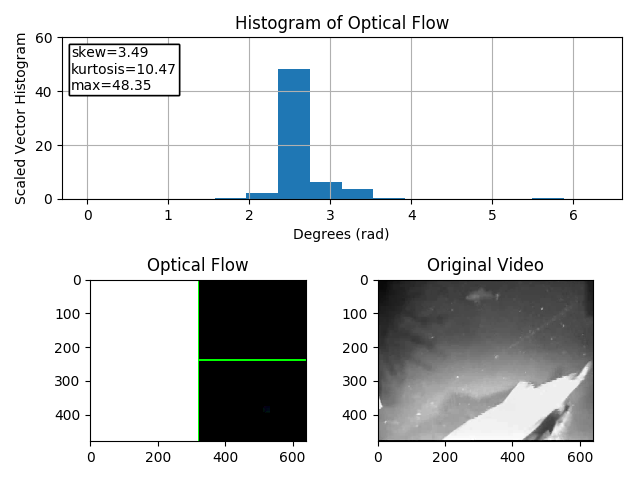 Histogram of Optical Flow
skew=3.49
kurtosis=10.47
max=48.35
Scaled Vector Histogram
60
40
20
0
0 1 2 3 4 5 6
Degrees (rad)
Optical Flow
0
100
200
300
400
0 200 400 600
Original Video
0
100
200
300
400
0 200 400 600